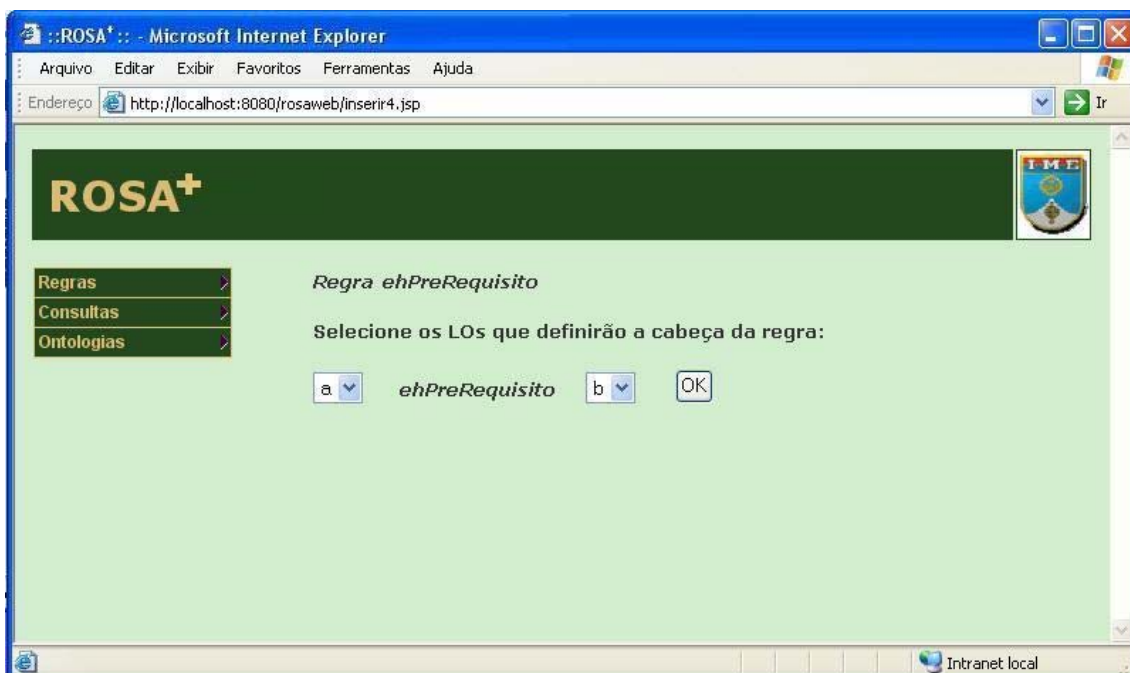 ::ROSA⁺:: - Microsoft Internet Explorer
Arquivo Editar Exibir Favoritos Ferramentas Ajuda
Endereço http://localhost:8080/rosaweb/inserir4.jsp Ir
ROSA⁺
IME
Regras
Consultas
Ontologias
Regra ehPreRequisito
Selecione os LOs que definirão a cabeça da regra:
a ehPreRequisito b OK
Intranet local